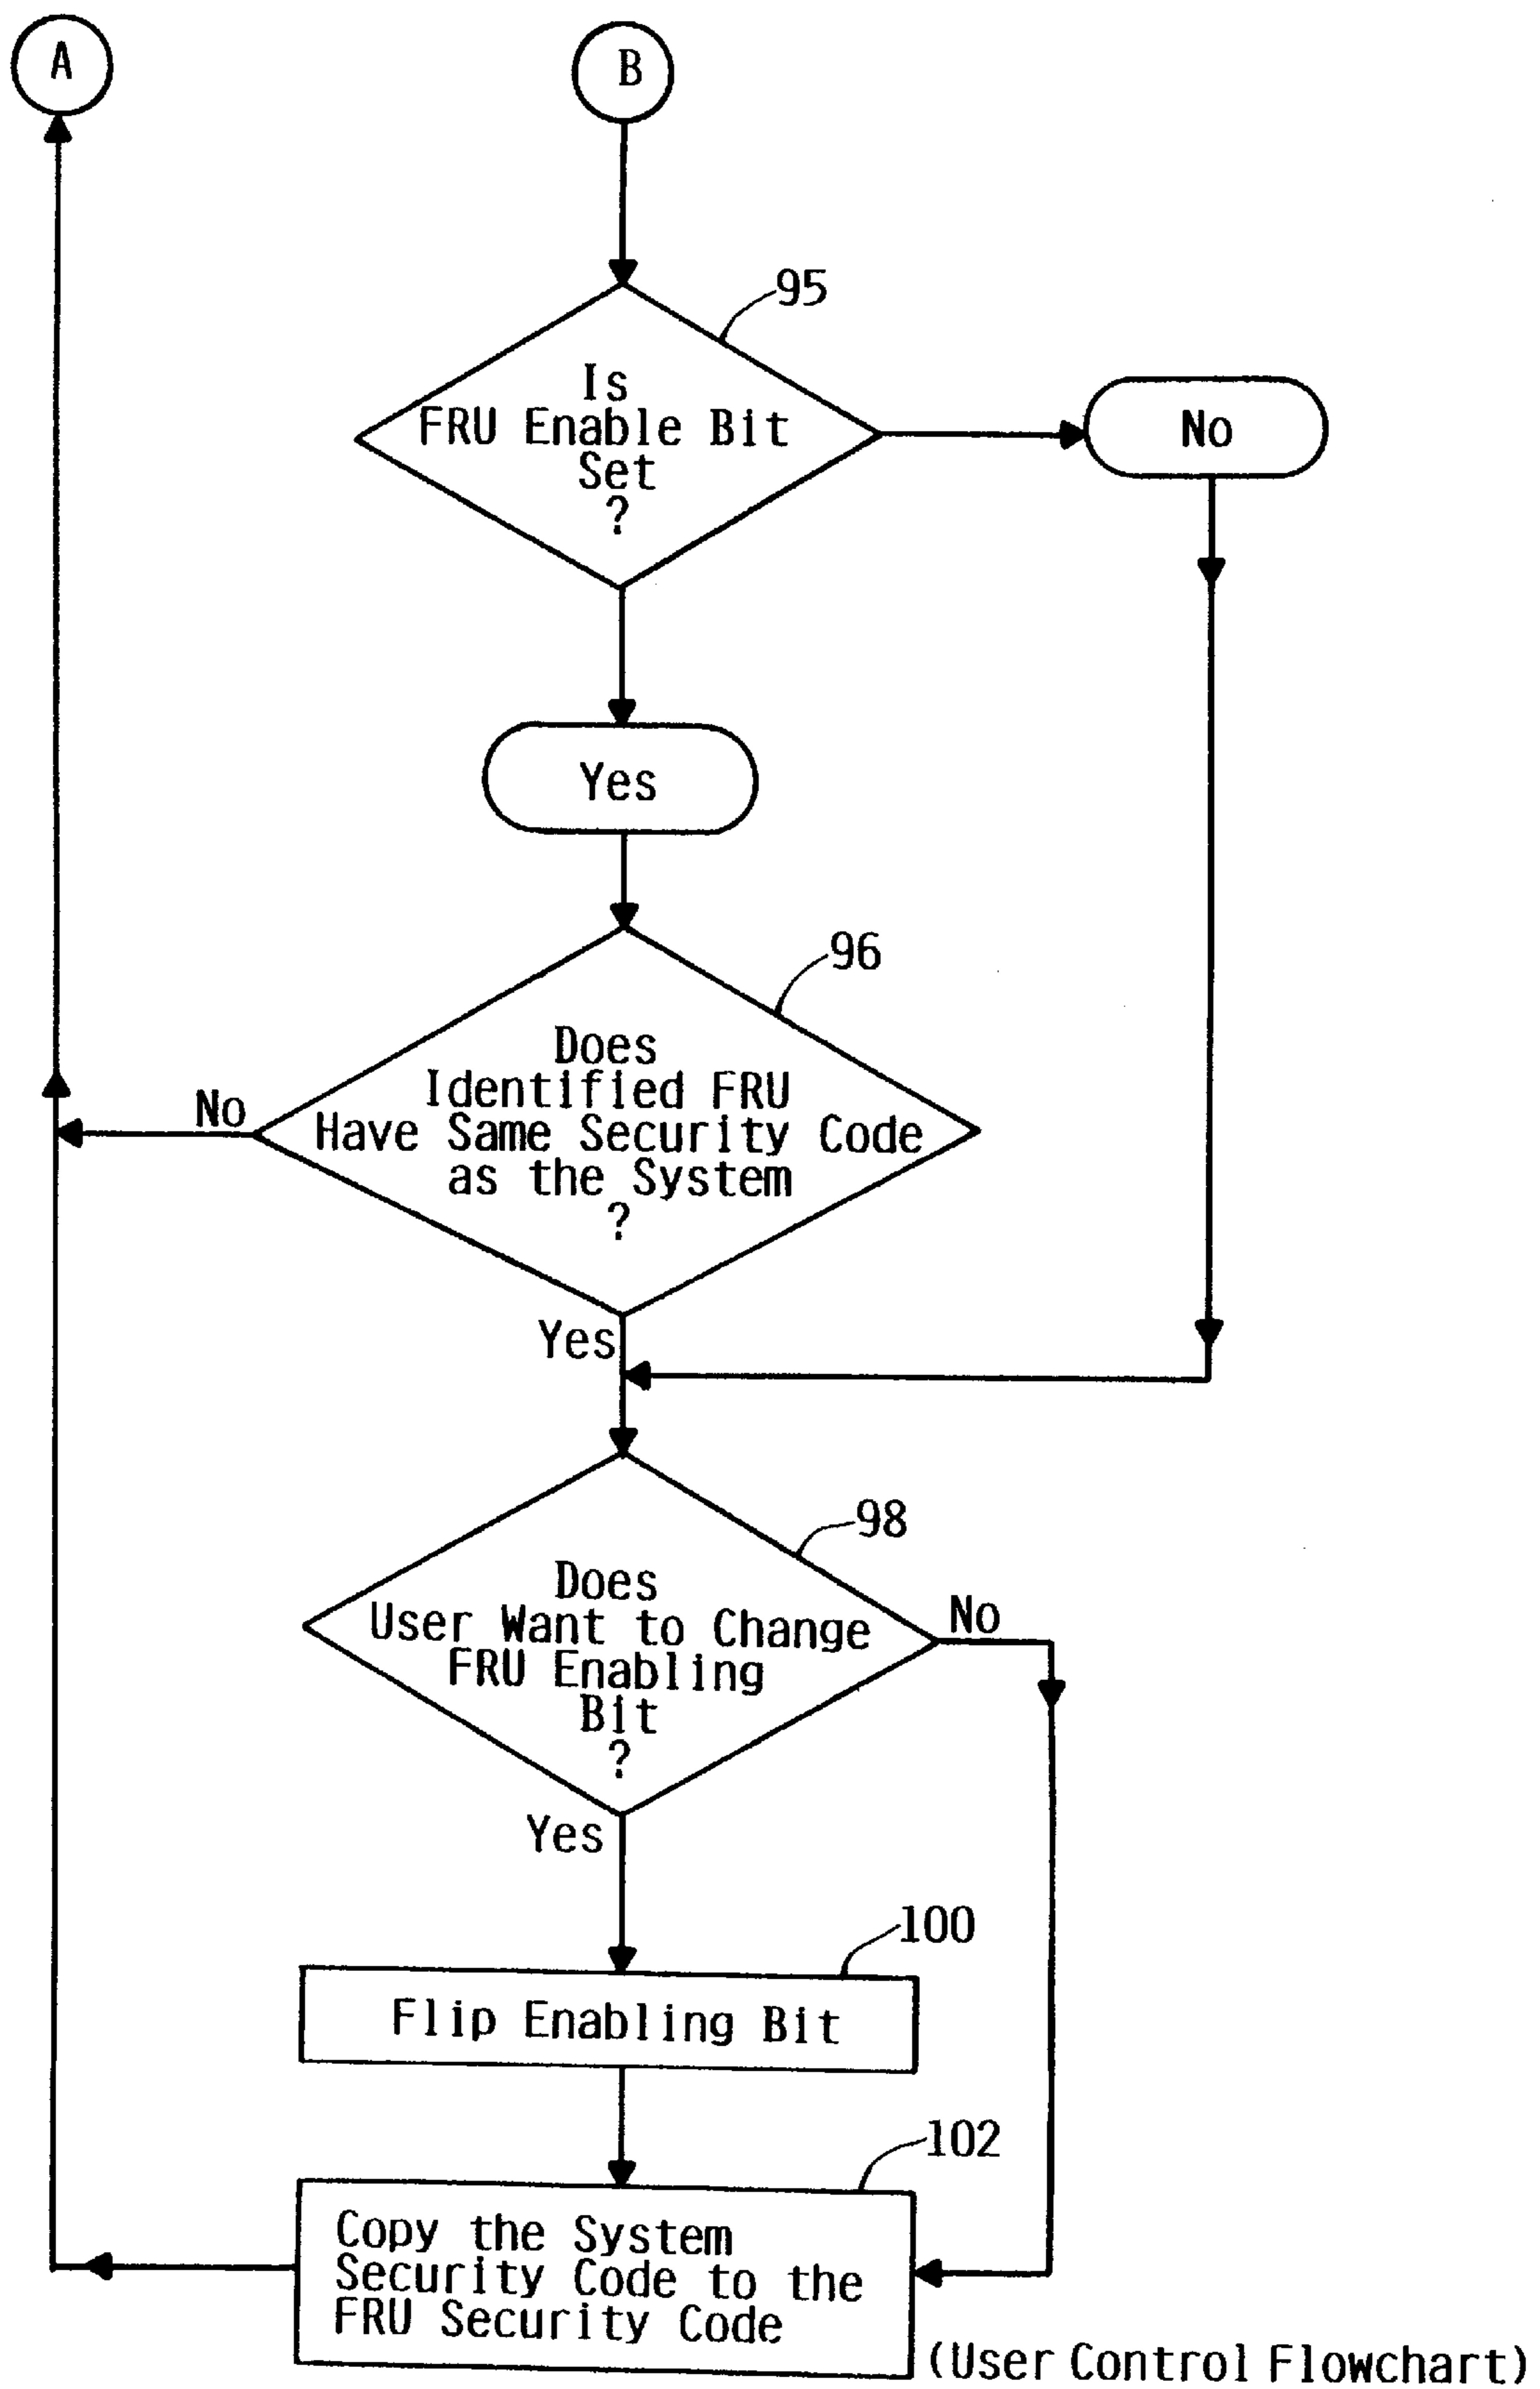 A
B
95
Is
FRU Enable Bit
Set
?
No
Yes
96
Does
Identified FRU
Have Same Security Code
as the System
?
No
Yes
98
Does
User Want to Change
FRU Enabling
Bit
?
No
Yes
100
Flip Enabling Bit
102
Copy the System
Security Code to the
FRU Security Code
(User Control Flowchart)